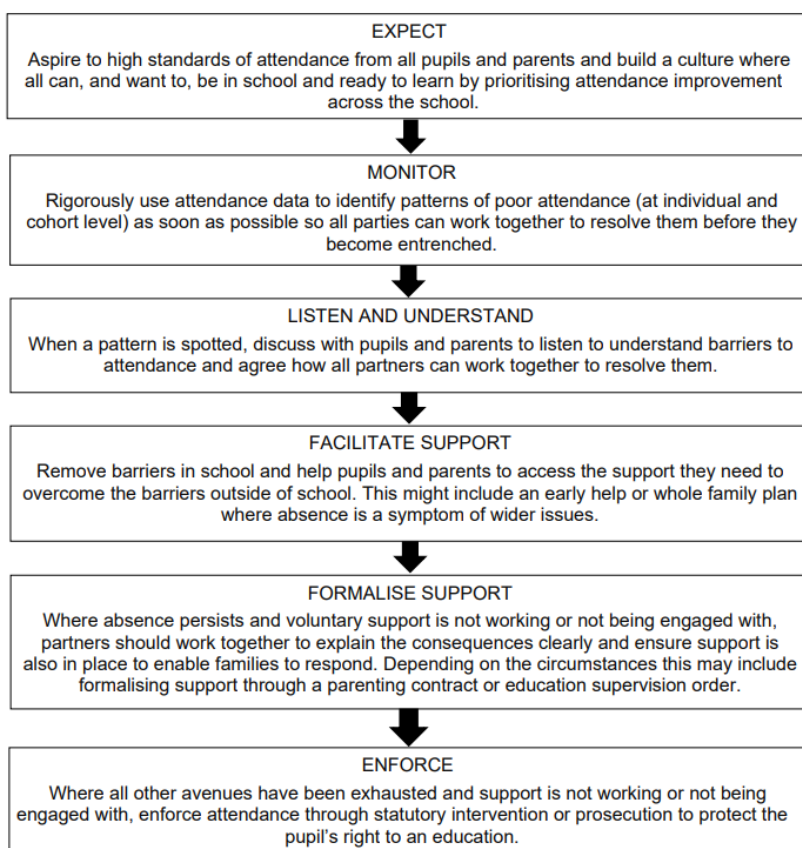 EXPECT
Aspire to high standards of attendance from all pupils and parents and build a culture where
all can, and want to, be in school and ready to learn by prioritising attendance improvement
across the school.
MONITOR
Rigorously use attendance data to identify patterns of poor attendance (at individual and
cohort level) as soon as possible so all parties can work together to resolve them before they
become entrenched.
LISTEN AND UNDERSTAND
When a pattern is spotted, discuss with pupils and parents to listen to understand barriers to
attendance and agree how all partners can work together to resolve them.
FACILITATE SUPPORT
Remove barriers in school and help pupils and parents to access the support they need to
overcome the barriers outside of school. This might include an early help or whole family plan
where absence is a symptom of wider issues.
FORMALISE SUPPORT
Where absence persists and voluntary support is not working or not being engaged with,
partners should work together to explain the consequences clearly and ensure support is
also in place to enable families to respond. Depending on the circumstances this may include
formalising support through a parenting contract or education supervision order.
ENFORCE
Where all other avenues have been exhausted and support is not working or not being
engaged with, enforce attendance through statutory intervention or prosecution to protect the
pupil's right to an education.